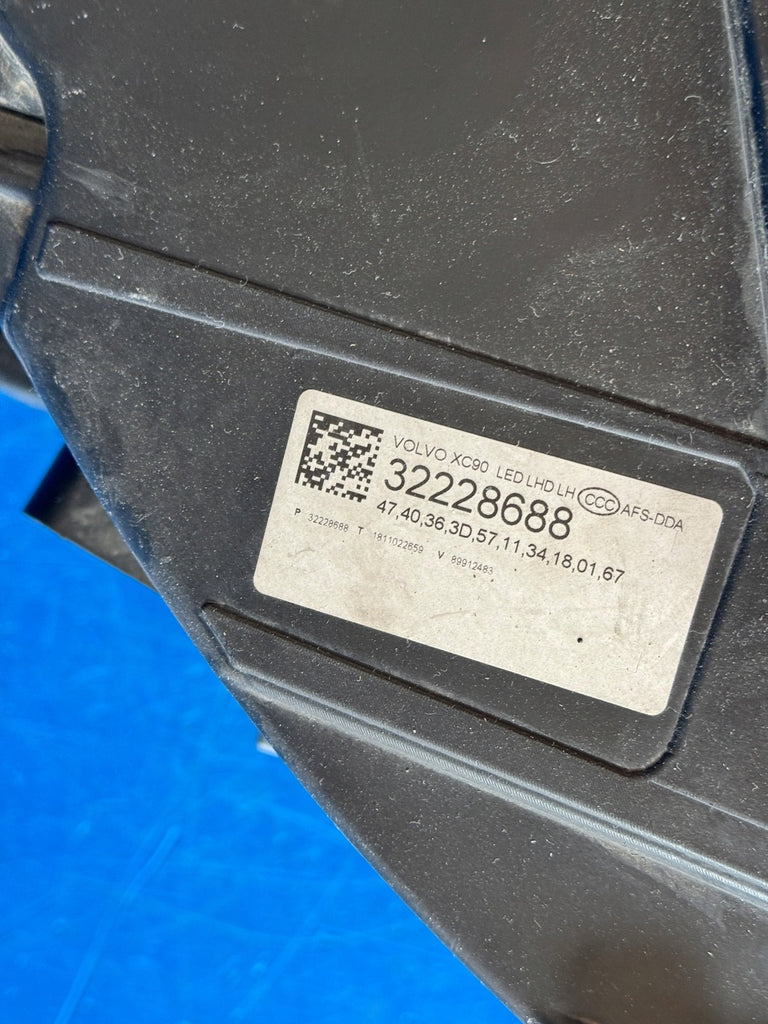 VOLVO XC90 LED LHD LH CCC AFS-DDA
32228688
47,40,36,3D,57,11,34,18,01,67
P 32228688 T 1811022659 V 89912483